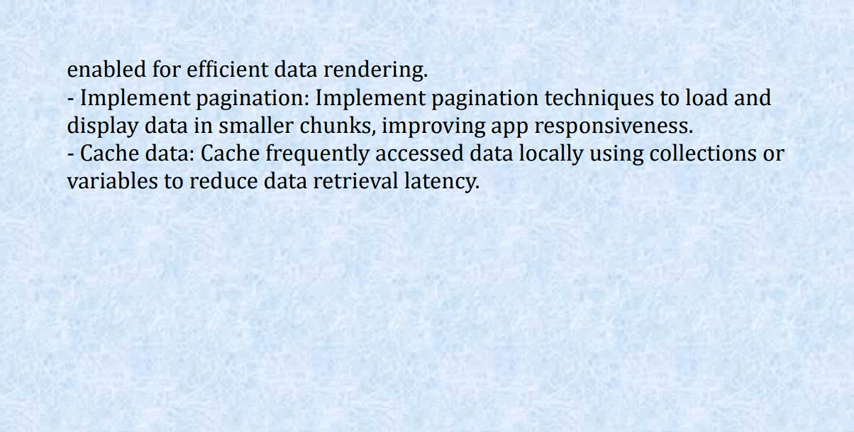 enabled for efficient data rendering.
- Implement pagination: Implement pagination techniques to load and
display data in smaller chunks, improving app responsiveness.
- Cache data: Cache frequently accessed data locally using collections or
variables to reduce data retrieval latency.